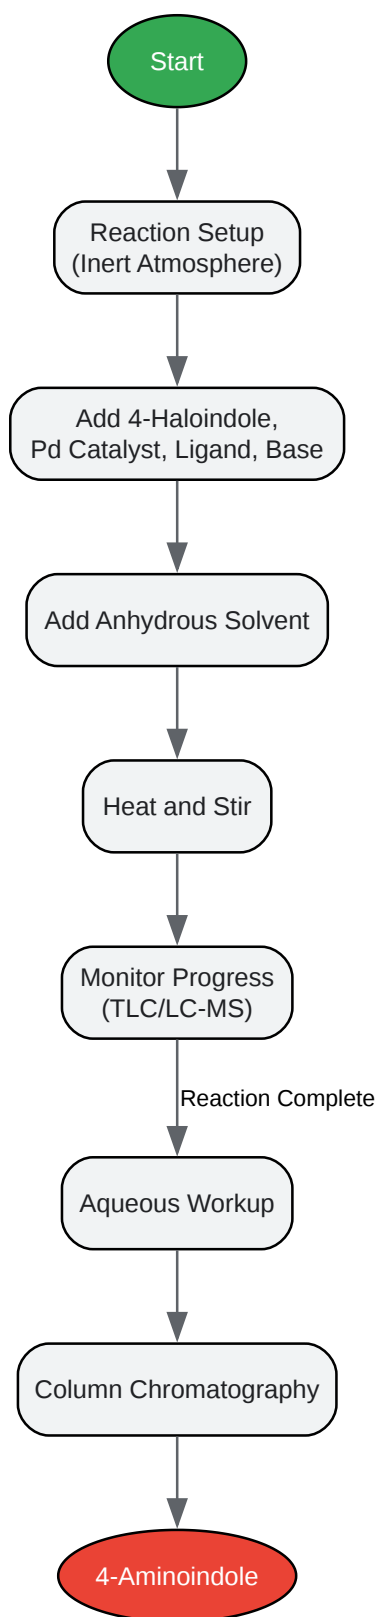 Start
Reaction Setup
(Inert Atmosphere)
Add 4-Haloindole,
Pd Catalyst, Ligand, Base
Add Anhydrous Solvent
Heat and Stir
Monitor Progress
(TLC/LC-MS)
Reaction Complete
Aqueous Workup
Column Chromatography
4-Aminoindole